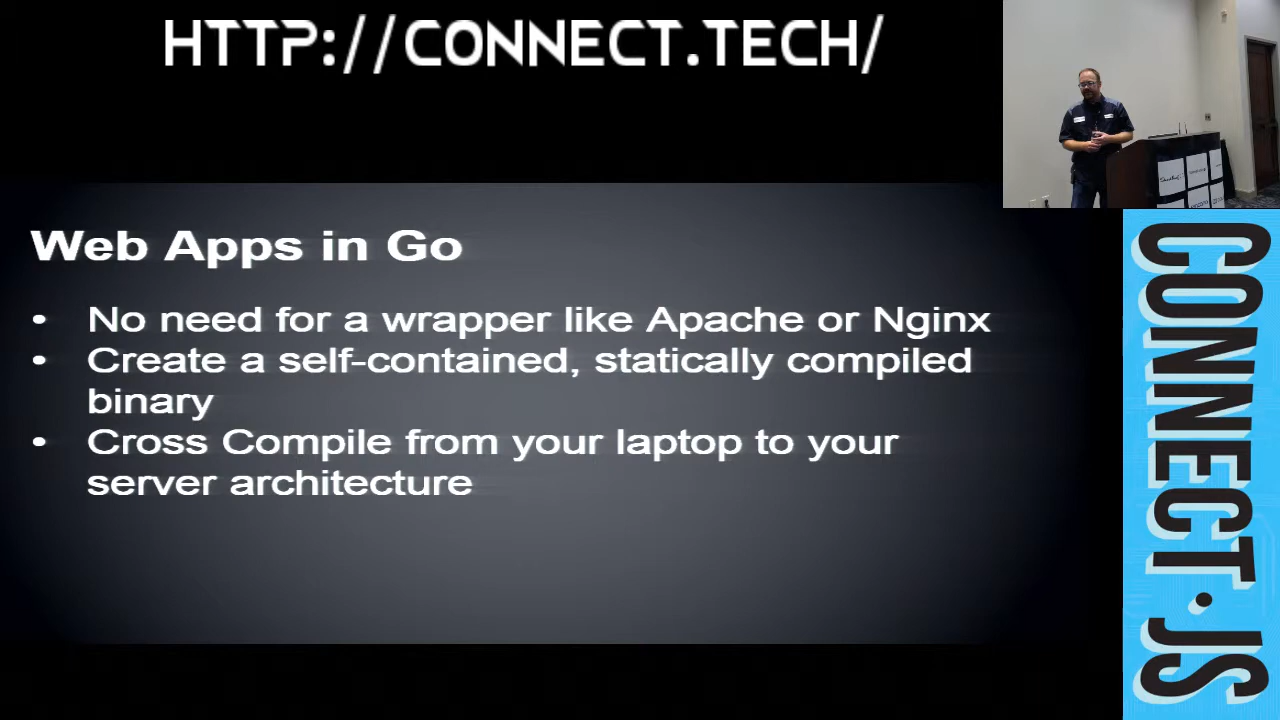 HTTP://CONNECT.TECH/
Web Apps in Go
• No need for a wrapper like Apache or Nginx
• Create a self-contained, statically compiled
binary
• Cross Compile from your laptop to your
server architecture
CONNECT.JS